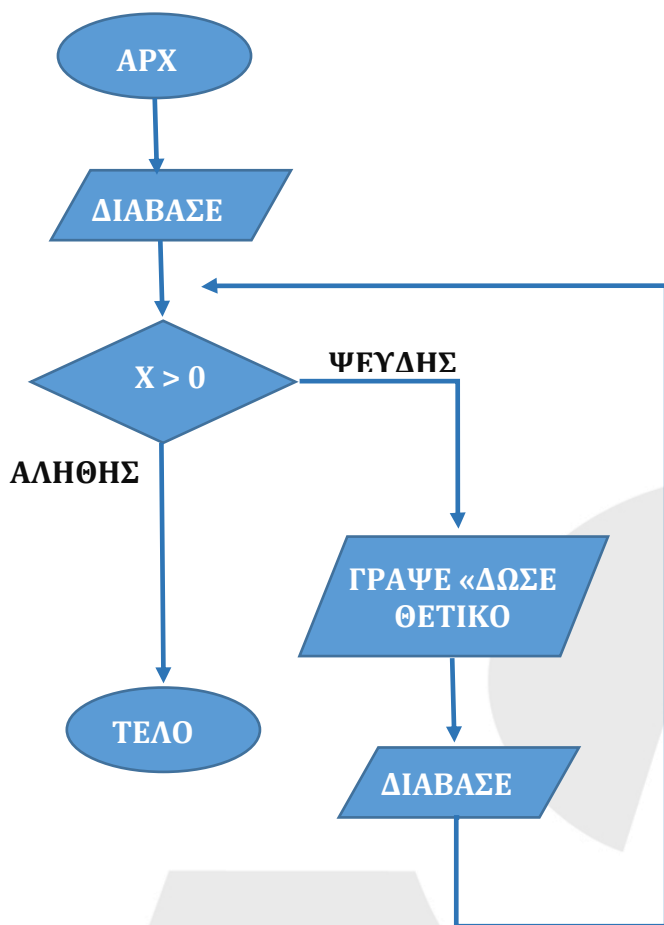 ΑΡΧ
ΔΙΑΒΑΣΕ
Χ > 0
ΨΕΥΔΗΣ
ΑΛΗΘΗΣ
ΓΡΑΨΕ «ΔΩΣΕ
ΘΕΤΙΚΟ
ΤΕΛΟ
ΔΙΑΒΑΣΕ